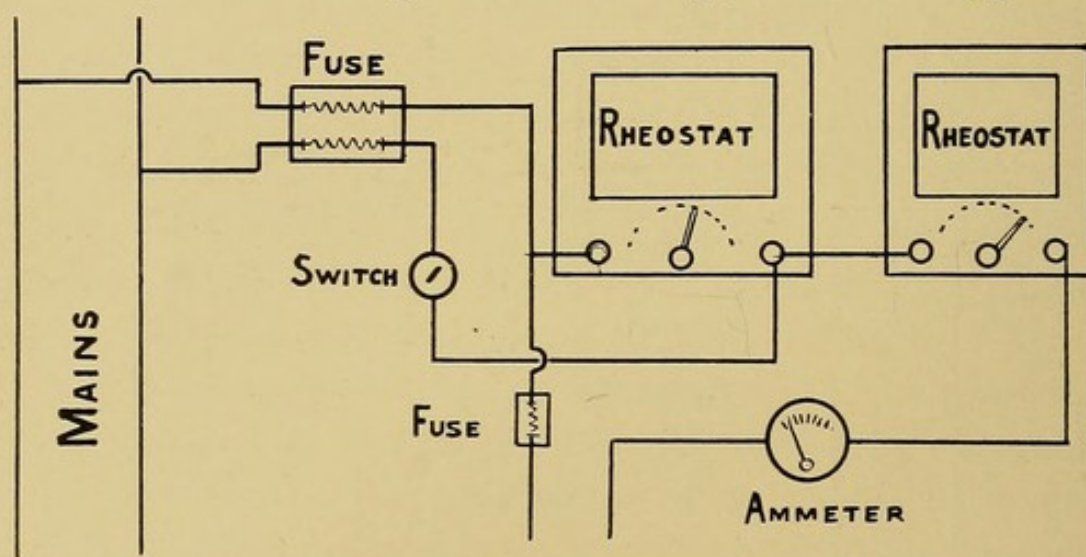 FUSE
RHEOSTAT
RHEOSTAT
SWITCH
MAINS
FUSE
AMMETER